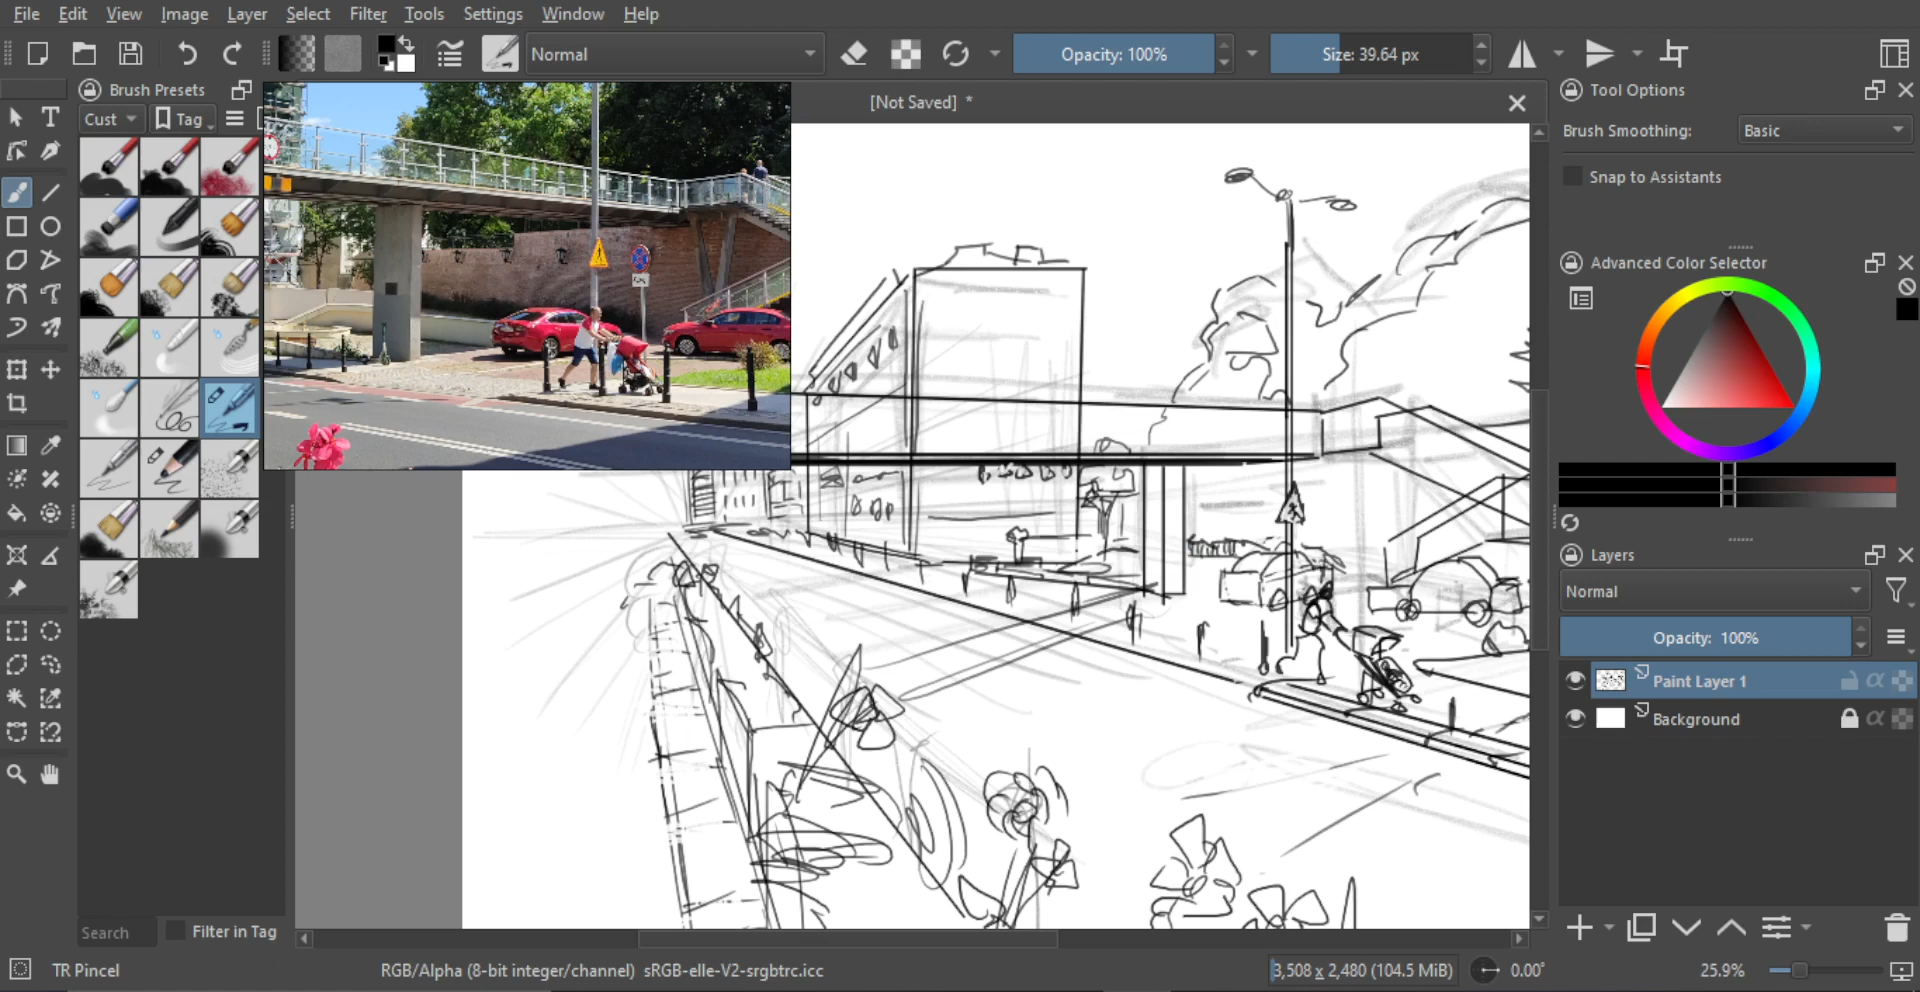 File Edit View Image Layer Select Filter Tools Settings Window Help
Normal
Opacity: 100%
Size: 39.64 px
Brush Presets
[Not Saved] *
Tool Options
Cust
Tag
Brush Smoothing:
Basic
Snap to Assistants
Advanced Color Selector
Layers
Normal
Opacity: 100%
Paint Layer 1
Background
Search
Filter in Tag
TR Pincel
RGB/Alpha (8-bit integer/channel) sRGB-elle-V2-srgbtrc.icc
3,508 x 2,480 (104.5 MiB)
0.00°
25.9%